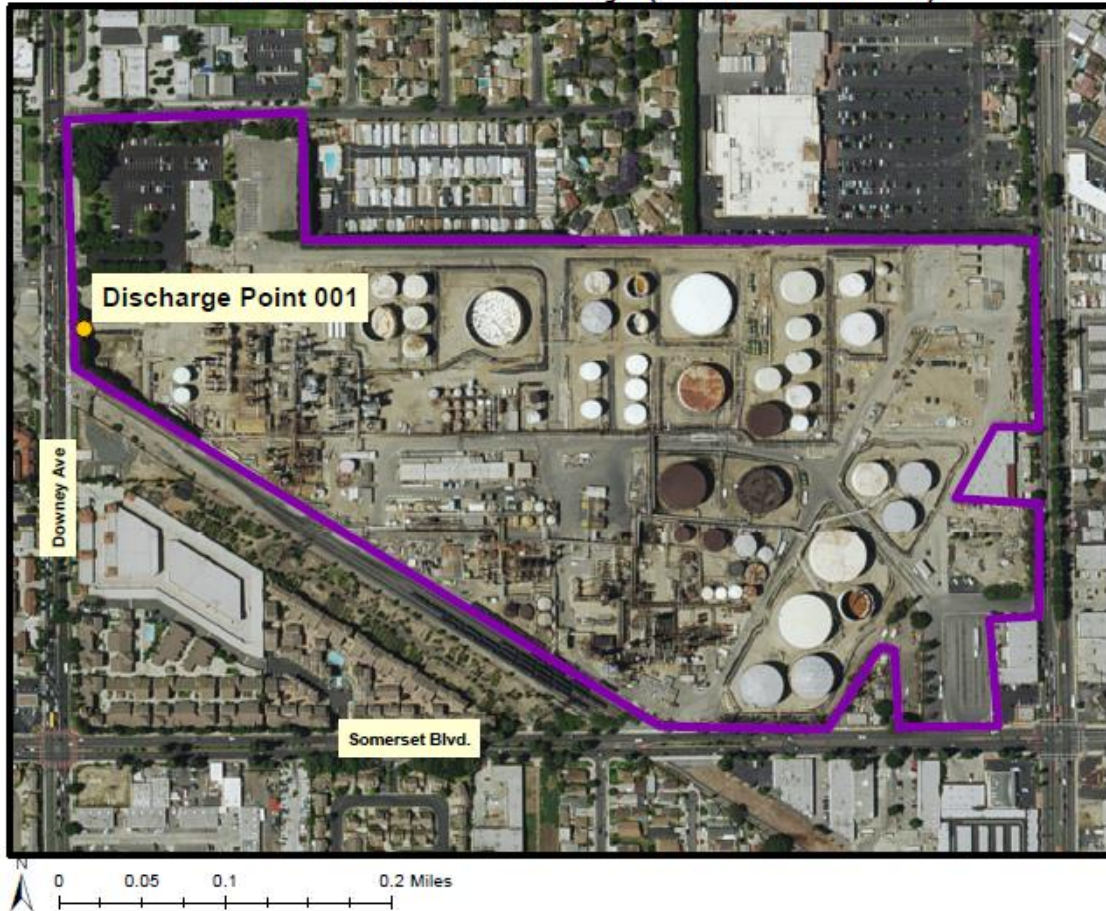 Discharge Point 001
Downey Ave
Somerset Blvd.
N
0 0.05 0.1 0.2 Miles